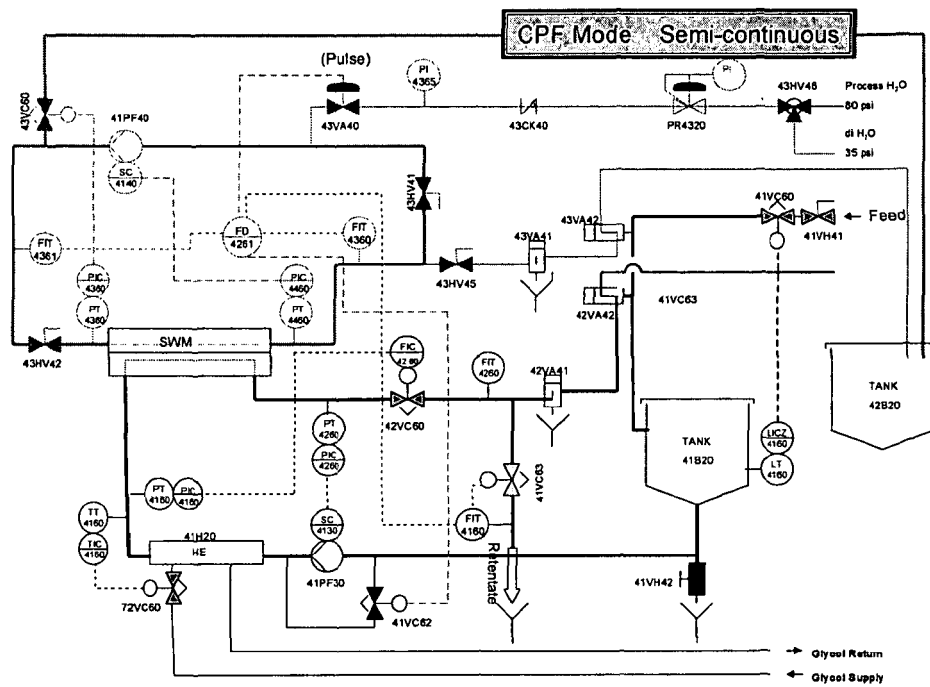 CPF Mode Semi-continuous
(Pulse)
PI
4365
PI
43HV46
Process H₂O
80 psi
43VC60
41PF40
43VA40
43CK40
PR4320
di H₂O
35 psi
SC
4140
43HV41
41VC60
FIT
4361
FD
4261
FIT
4360
43VA42
43VA41
41VH41
Feed
PIC
4360
PIC
4460
43HV45
42VA42
41VC63
PT
4360
PT
4460
43HV42
SWM
FIC
4260
FIT
4260
42VA41
TANK
42B20
42VC60
PT
4260
TANK
41B20
LICZ
4160
PIC
4260
41VC63
LT
4160
PT
4160
PIC
4160
TT
4160
SC
4130
FIT
4160
TIC
4160
41H20
HE
Retentate
41PF30
41VH42
72VC60
41VC62
Glycol Return
Glycol Supply